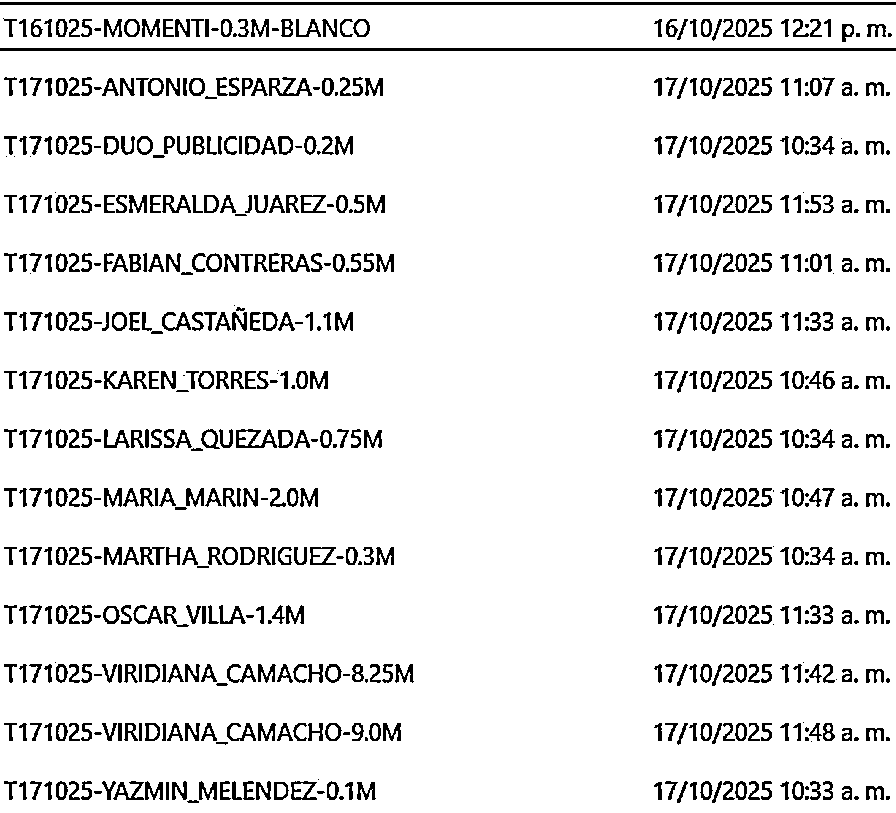 T161025-MOMENTI-0.3M-BLANCO 16/10/2025 12:21 p. m.
T171025-ANTONIO_ESPARZA-0.25M 17/10/2025 11:07 a. m.
T171025-DUO_PUBLICIDAD-0.2M 17/10/2025 10:34 a. m.
T171025-ESMERALDA_JUAREZ-0.5M 17/10/2025 11:53 a. m.
T171025-FABIAN_CONTRERAS-0.55M 17/10/2025 11:01 a. m.
T171025-JOEL_CASTAÑEDA-1.1M 17/10/2025 11:33 a. m.
T171025-KAREN_TORRES-1.0M 17/10/2025 10:46 a. m.
T171025-LARISSA_QUEZADA-0.75M 17/10/2025 10:34 a. m.
T171025-MARIA_MARIN-2.0M 17/10/2025 10:47 a. m.
T171025-MARTHA_RODRIGUEZ-0.3M 17/10/2025 10:34 a. m.
T171025-OSCAR_VILLA-1.4M 17/10/2025 11:33 a. m.
T171025-VIRIDIANA_CAMACHO-8.25M 17/10/2025 11:42 a. m.
T171025-VIRIDIANA_CAMACHO-9.0M 17/10/2025 11:48 a. m.
T171025-YAZMIN_MELENDEZ-0.1M 17/10/2025 10:33 a. m.